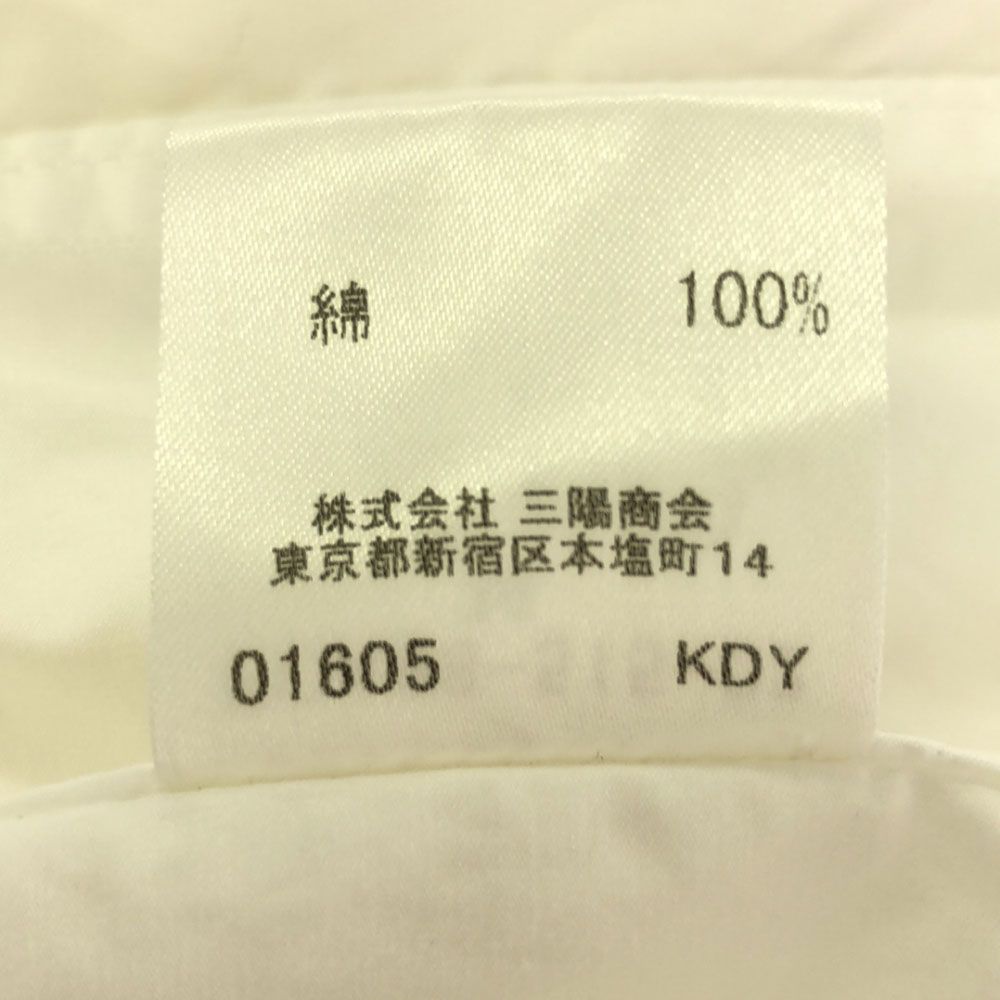 綿 100%
株式会社 三陽商会
東京都新宿区本塩町14
01605 KDY